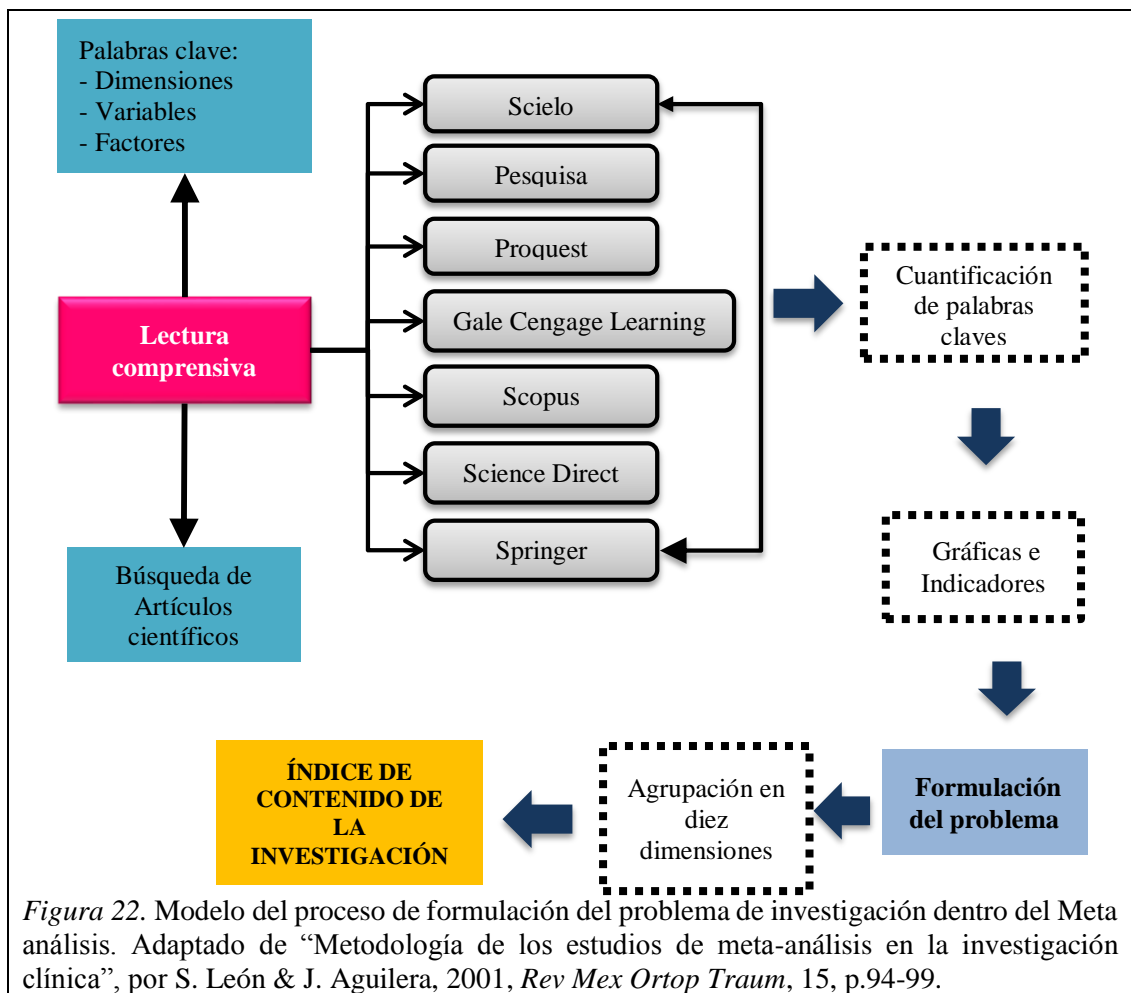 Palabras clave:
- Dimensiones
- Variables
- Factores
Lectura
comprensiva
Búsqueda de
Artículos
científicos
Scielo
Pesquisa
Proquest
Gale Cengage Learning
Scopus
Science Direct
Springer
Cuantificación
de palabras
claves
Gráficas e
Indicadores
Formulación
del problema
Agrupación en
diez
dimensiones
ÍNDICE DE
CONTENIDO DE
LA
INVESTIGACIÓN
Figura 22. Modelo del proceso de formulación del problema de investigación dentro del Meta
análisis. Adaptado de “Metodología de los estudios de meta-análisis en la investigación
clínica”, por S. León & J. Aguilera, 2001, Rev Mex Ortop Traum, 15, p.94-99.